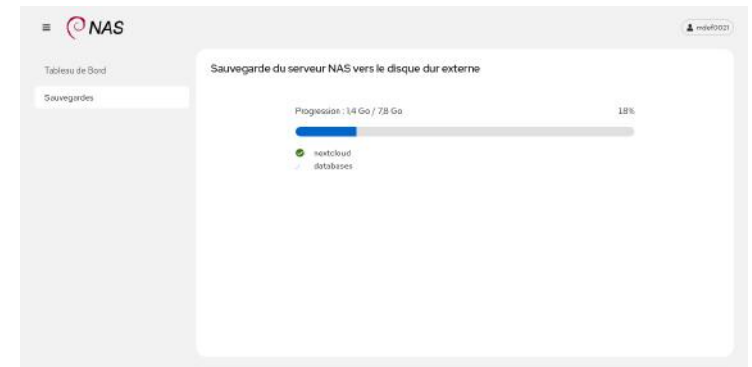 NAS
mdef0021
Tableau de Bord
Sauvegardes
Sauvegarde du serveur NAS vers le disque dur externe
Progression : 1,4 Go / 7,8 Go 18%
nextcloud
databases